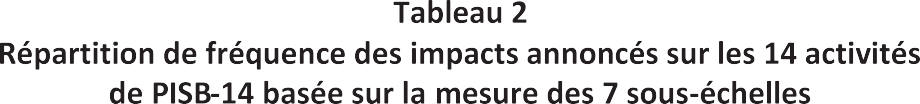 Tableau 2
Répartition de fréquence des impacts annoncés sur les 14 activités
de PISB-14 basée sur la mesure des 7 sous-échelles